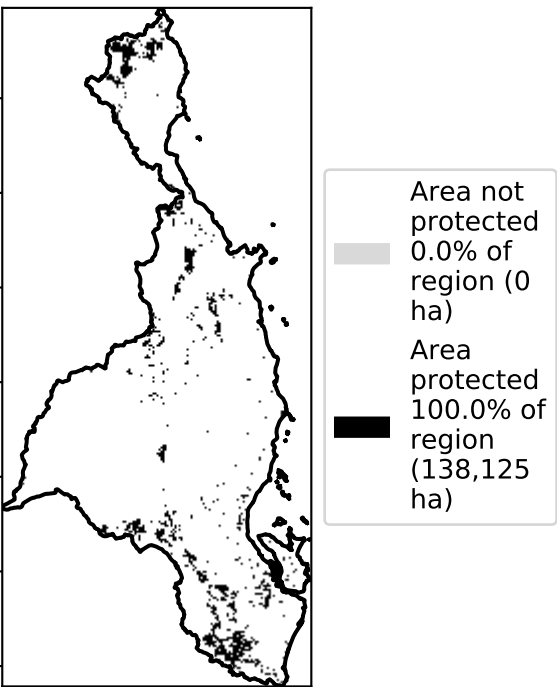 Area not
protected
0.0% of
region (0
ha)
Area
protected
100.0% of
region
(138,125
ha)